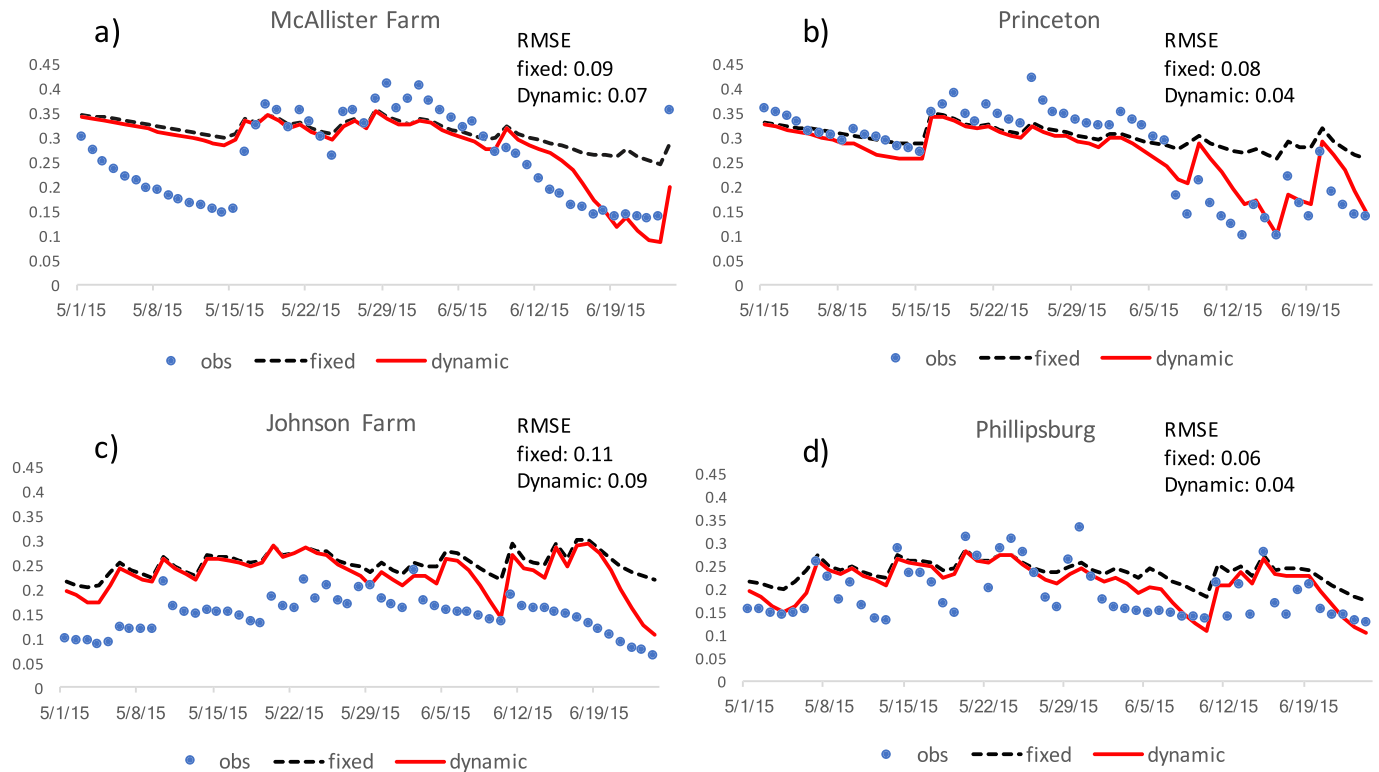 a)
McAllister Farm
RMSE
fixed: 0.09
Dynamic: 0.07
0.45
0.4
0.35
0.3
0.25
0.2
0.15
0.1
0.05
0
5/1/15 5/8/15 5/15/15 5/22/15 5/29/15 6/5/15 6/12/15 6/19/15
obs fixed dynamic
b)
Princeton
RMSE
fixed: 0.08
Dynamic: 0.04
0.45
0.4
0.35
0.3
0.25
0.2
0.15
0.1
0.05
0
5/1/15 5/8/15 5/15/15 5/22/15 5/29/15 6/5/15 6/12/15 6/19/15
obs fixed dynamic
c)
Johnson Farm
RMSE
fixed: 0.11
Dynamic: 0.09
0.45
0.4
0.35
0.3
0.25
0.2
0.15
0.1
0.05
0
5/1/15 5/8/15 5/15/15 5/22/15 5/29/15 6/5/15 6/12/15 6/19/15
obs fixed dynamic
d)
Phillipsburg
RMSE
fixed: 0.06
Dynamic: 0.04
0.45
0.4
0.35
0.3
0.25
0.2
0.15
0.1
0.05
0
5/1/15 5/8/15 5/15/15 5/22/15 5/29/15 6/5/15 6/12/15 6/19/15
obs fixed dynamic